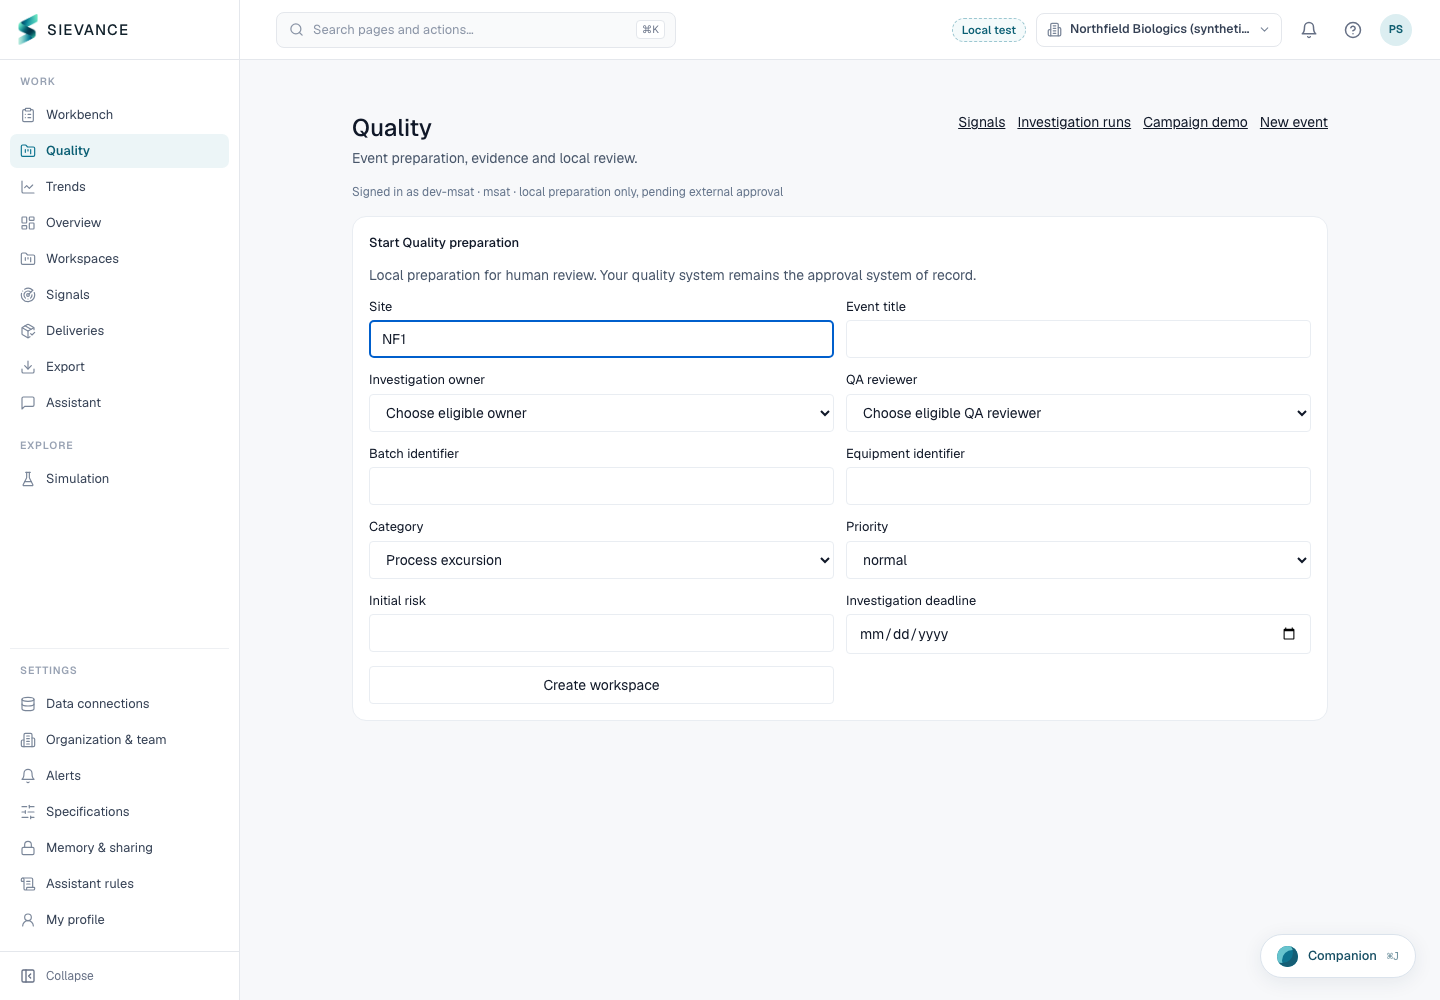 SIEVANCE
Search pages and actions...
⌘K
Local test
Northfield Biologics (syntheti...
PS
WORK
Workbench
Quality
Trends
Overview
Workspaces
Signals
Deliveries
Export
Assistant
EXPLORE
Simulation
SETTINGS
Data connections
Organization & team
Alerts
Specifications
Memory & sharing
Assistant rules
My profile
Collapse
Quality
Signals Investigation runs Campaign demo New event
Event preparation, evidence and local review.
Signed in as dev-msat · msat · local preparation only, pending external approval
Start Quality preparation
Local preparation for human review. Your quality system remains the approval system of record.
Site
NF1
Event title
Investigation owner
Choose eligible owner
QA reviewer
Choose eligible QA reviewer
Batch identifier
Equipment identifier
Category
Process excursion
Priority
normal
Initial risk
Investigation deadline
mm/dd/yyyy
Create workspace
Companion ⌘J